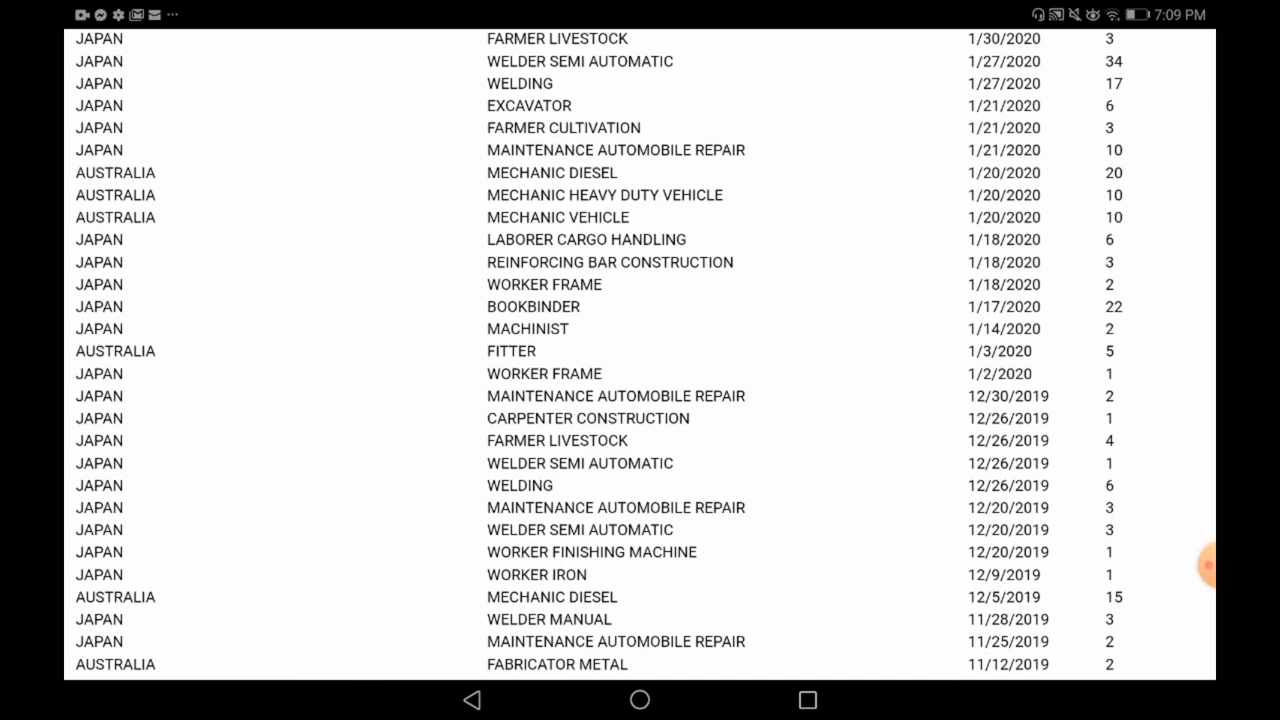 7:09 PM
JAPAN FARMER LIVESTOCK 1/30/2020 3
JAPAN WELDER SEMI AUTOMATIC 1/27/2020 34
JAPAN WELDING 1/27/2020 17
JAPAN EXCAVATOR 1/21/2020 6
JAPAN FARMER CULTIVATION 1/21/2020 3
JAPAN MAINTENANCE AUTOMOBILE REPAIR 1/21/2020 10
AUSTRALIA MECHANIC DIESEL 1/20/2020 20
AUSTRALIA MECHANIC HEAVY DUTY VEHICLE 1/20/2020 10
AUSTRALIA MECHANIC VEHICLE 1/20/2020 10
JAPAN LABORER CARGO HANDLING 1/18/2020 6
JAPAN REINFORCING BAR CONSTRUCTION 1/18/2020 3
JAPAN WORKER FRAME 1/18/2020 2
JAPAN BOOKBINDER 1/17/2020 22
JAPAN MACHINIST 1/14/2020 2
AUSTRALIA FITTER 1/3/2020 5
JAPAN WORKER FRAME 1/2/2020 1
JAPAN MAINTENANCE AUTOMOBILE REPAIR 12/30/2019 2
JAPAN CARPENTER CONSTRUCTION 12/26/2019 1
JAPAN FARMER LIVESTOCK 12/26/2019 4
JAPAN WELDER SEMI AUTOMATIC 12/26/2019 1
JAPAN WELDING 12/26/2019 6
JAPAN MAINTENANCE AUTOMOBILE REPAIR 12/20/2019 3
JAPAN WELDER SEMI AUTOMATIC 12/20/2019 3
JAPAN WORKER FINISHING MACHINE 12/20/2019 1
JAPAN WORKER IRON 12/9/2019 1
AUSTRALIA MECHANIC DIESEL 12/5/2019 15
JAPAN WELDER MANUAL 11/28/2019 3
JAPAN MAINTENANCE AUTOMOBILE REPAIR 11/25/2019 2
AUSTRALIA FABRICATOR METAL 11/12/2019 2